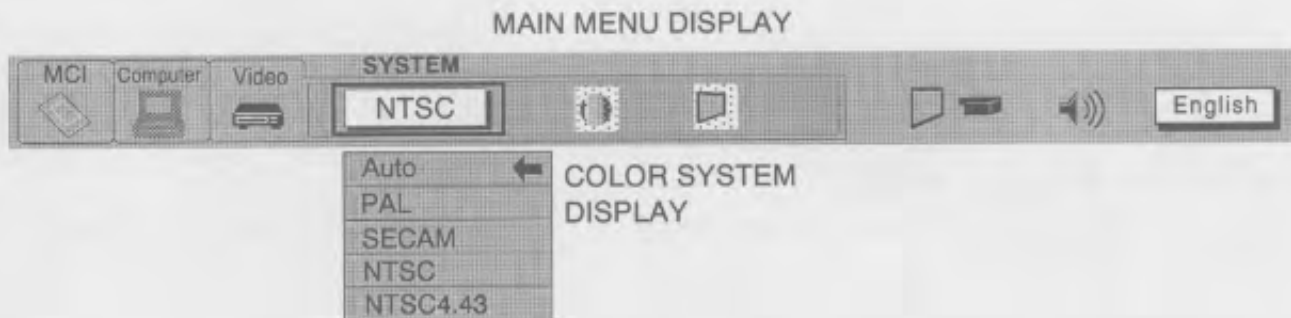 MAIN MENU DISPLAY
SYSTEM
MCI Computer Video
NTSC
English
Auto
PAL
SECAM
NTSC
NTSC4.43
COLOR SYSTEM
DISPLAY